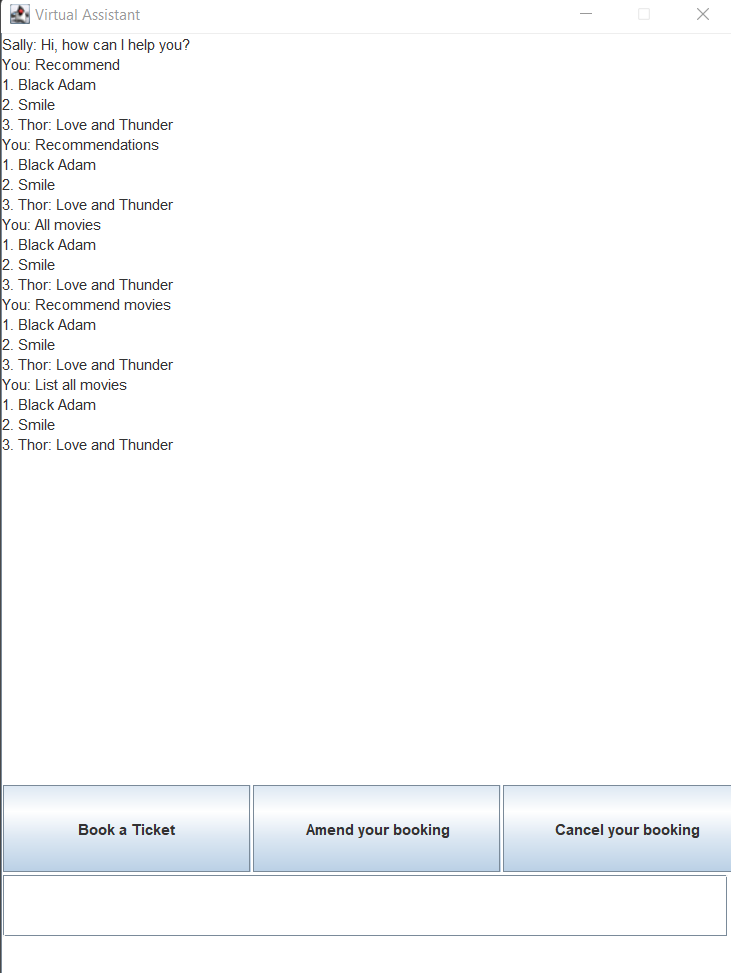 Virtual Assistant
Sally: Hi, how can I help you?
You: Recommend
1. Black Adam
2. Smile
3. Thor: Love and Thunder
You: Recommendations
1. Black Adam
2. Smile
3. Thor: Love and Thunder
You: All movies
1. Black Adam
2. Smile
3. Thor: Love and Thunder
You: Recommend movies
1. Black Adam
2. Smile
3. Thor: Love and Thunder
You: List all movies
1. Black Adam
2. Smile
3. Thor: Love and Thunder
Book a Ticket
Amend your booking
Cancel your booking